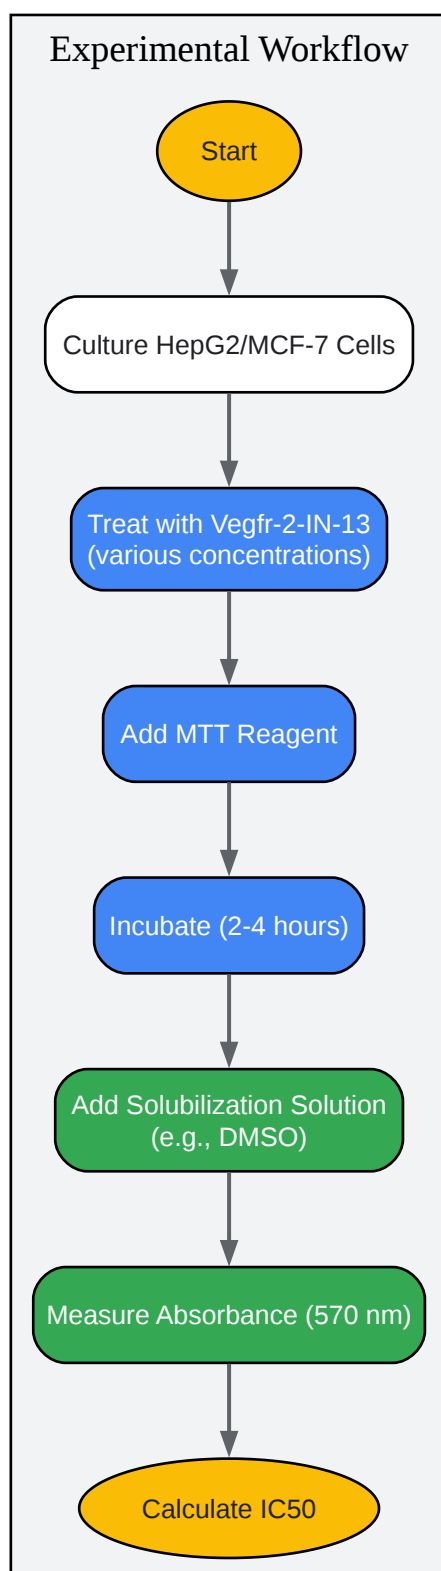 Experimental Workflow
Start
Culture HepG2/MCF-7 Cells
Treat with Vegfr-2-IN-13
(various concentrations)
Add MTT Reagent
Incubate (2-4 hours)
Add Solubilization Solution
(e.g., DMSO)
Measure Absorbance (570 nm)
Calculate IC50